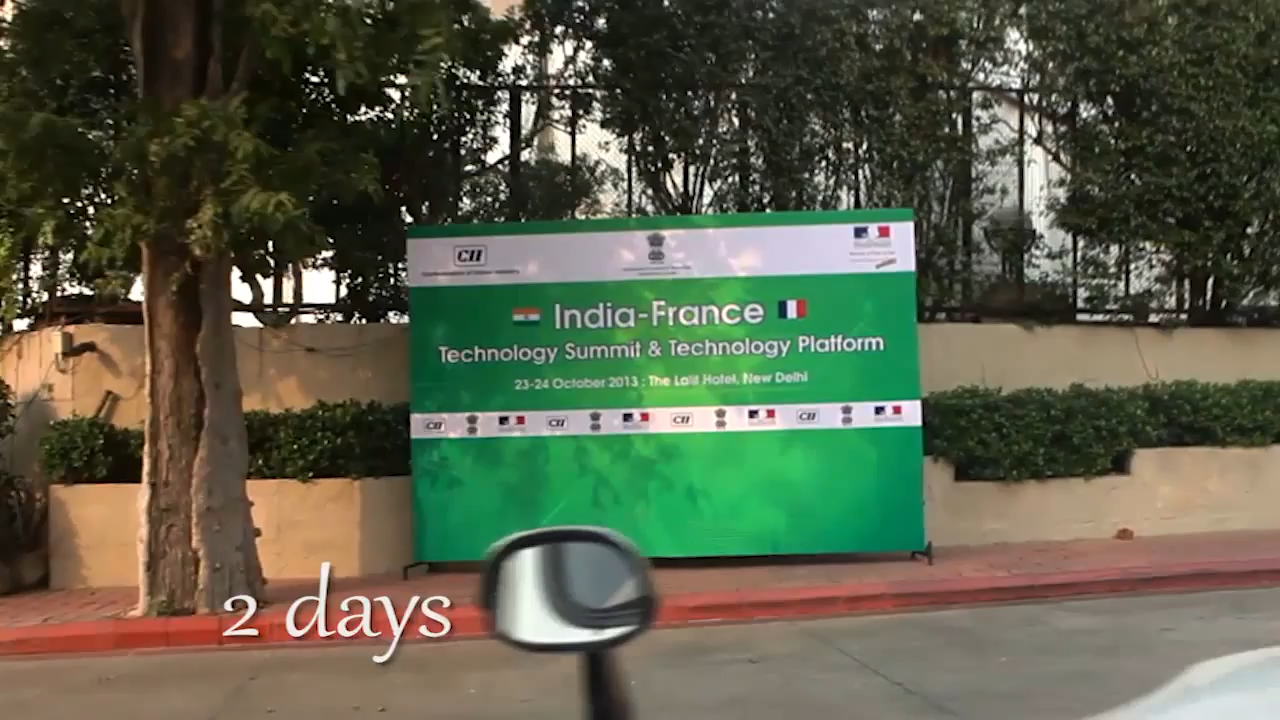 CII
India-France
Technology Summit & Technology Platform
23-24 October 2013 : The Lalit Hotel, New Delhi
CII CII CII CII
2 days